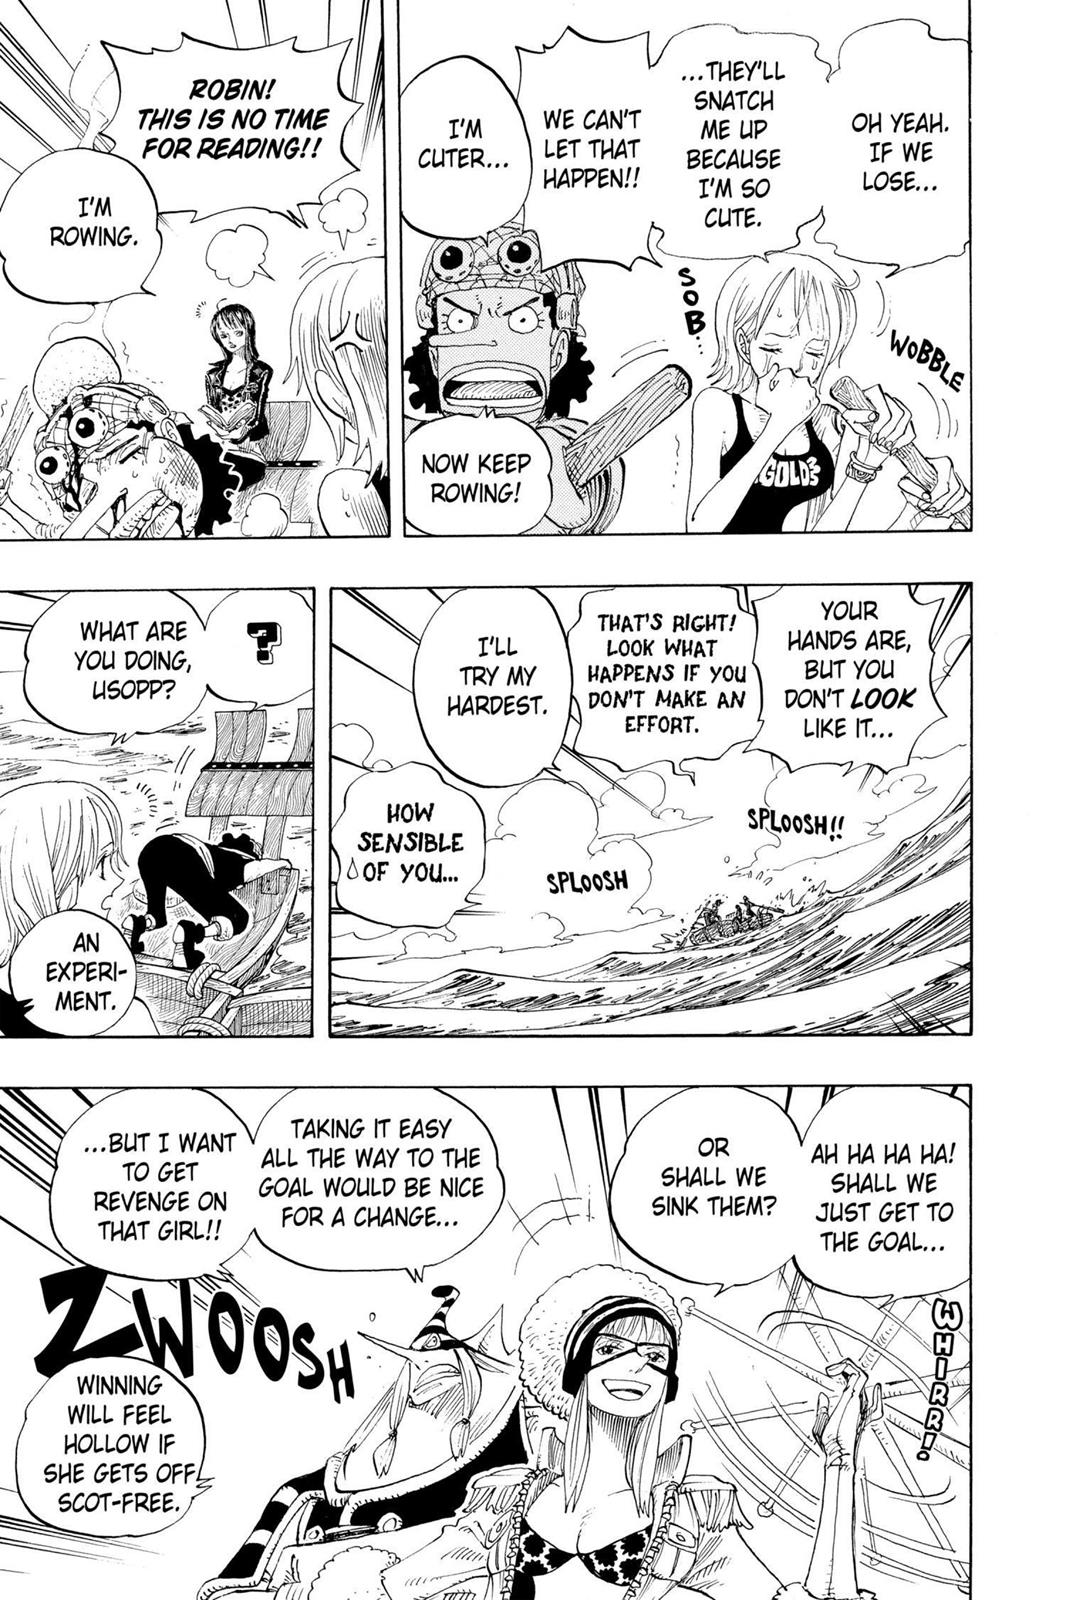 OH YEAH.
IF WE
LOSE...
...THEY'LL
SNATCH
ME UP
BECAUSE
I'M SO
CUTE.
WE CAN'T
LET THAT
HAPPEN!!
I'M
CUTER...
SOB...
WOBBLE
GOLD
NOW KEEP
ROWING!
ROBIN!
THIS IS NO TIME
FOR READING!!
I'M
ROWING.
YOUR
HANDS ARE,
BUT YOU
DON'T LOOK
LIKE IT...
THAT'S RIGHT!
LOOK WHAT
HAPPENS IF YOU
DON'T MAKE AN
EFFORT.
I'LL
TRY MY
HARDEST.
HOW
SENSIBLE
OF YOU...
SPLOOSH!!
SPLOOSH
?
WHAT ARE
YOU DOING,
USOPP?
AN
EXPERI-
MENT.
AH HA HA HA!
SHALL WE
JUST GET TO
THE GOAL...
OR
SHALL WE
SINK THEM?
TAKING IT EASY
ALL THE WAY TO THE
GOAL WOULD BE NICE
FOR A CHANGE...
...BUT I WANT
TO GET
REVENGE ON
THAT GIRL!!
WHIRR!
ZWOOSH
WINNING
WILL FEEL
HOLLOW IF
SHE GETS OFF
SCOT-FREE.